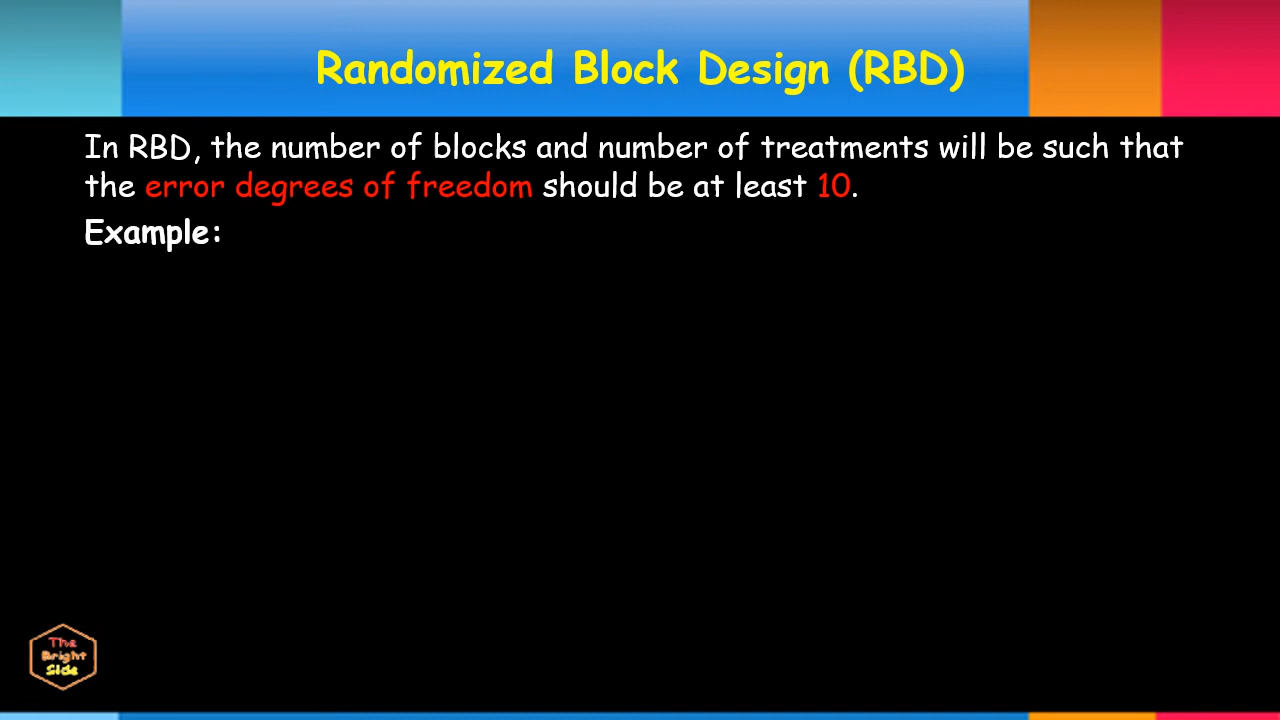 Randomized Block Design (RBD)
In RBD, the number of blocks and number of treatments will be such that
the error degrees of freedom should be at least 10.
Example:
The
Bright
Side